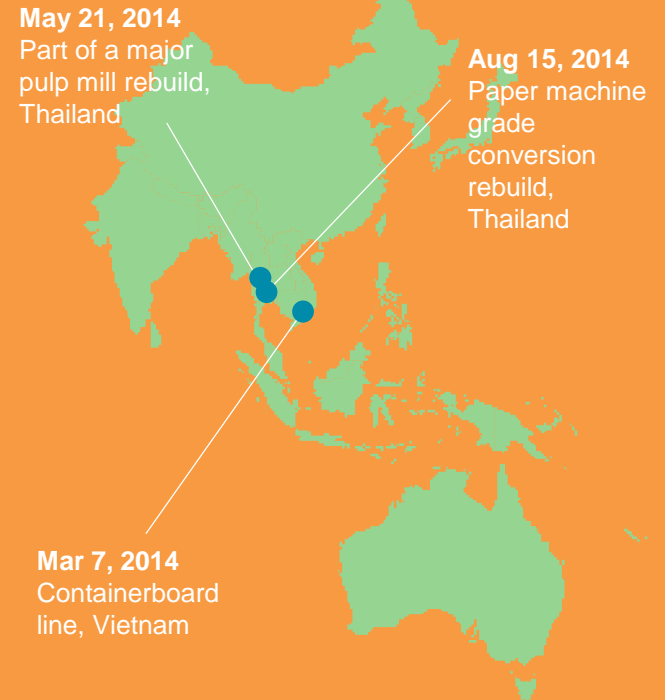 May 21, 2014
Part of a major
pulp mill rebuild,
Thailand
Aug 15, 2014
Paper machine
grade
conversion
rebuild,
Thailand
Mar 7, 2014
Containerboard
line, Vietnam